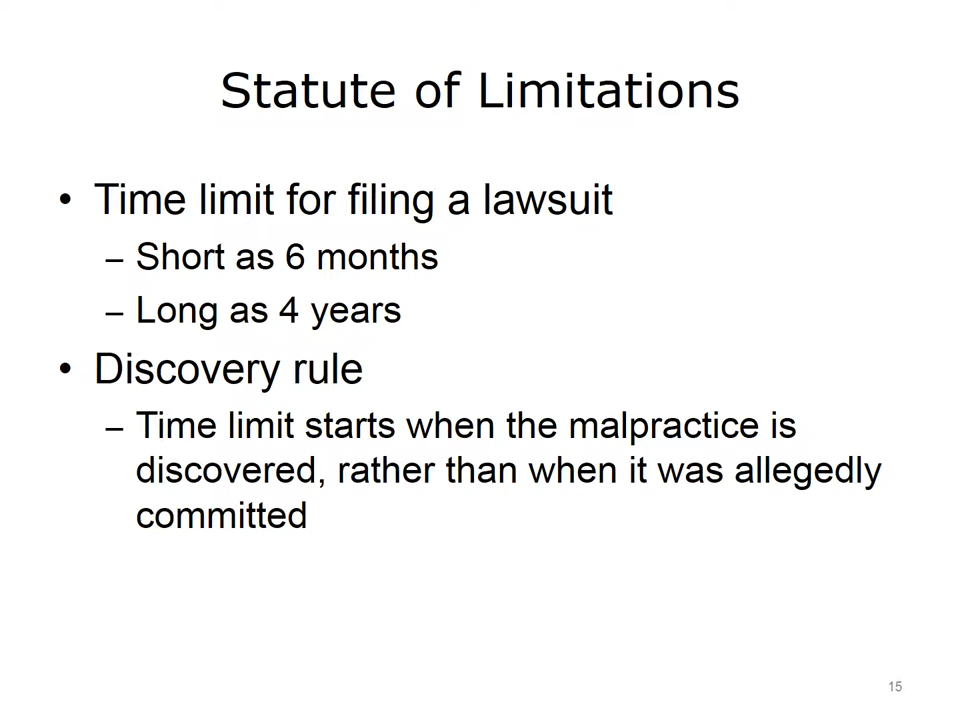 Statute of Limitations
• Time limit for filing a lawsuit
– Short as 6 months
– Long as 4 years
• Discovery rule
– Time limit starts when the malpractice is
discovered, rather than when it was allegedly
committed
15